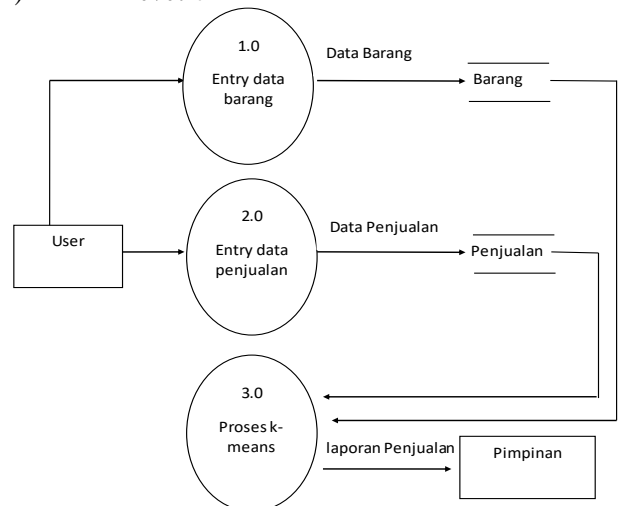 1.0
Entry data
barang
Data Barang
Barang
User
2.0
Entry data
penjualan
Data Penjualan
Penjualan
3.0
Proses k-
means
laporan Penjualan
Pimpinan